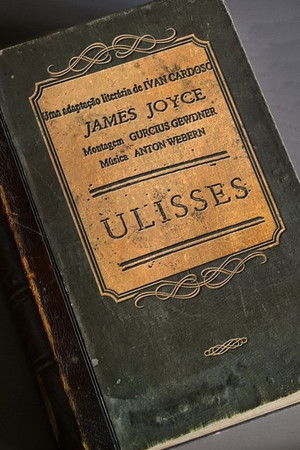 Uma adaptação literária de IVAN CARDOSO
JAMES JOYCE
Montagem GURCIUS GEWDNER
Música ANTON WEBERN
ULISSES